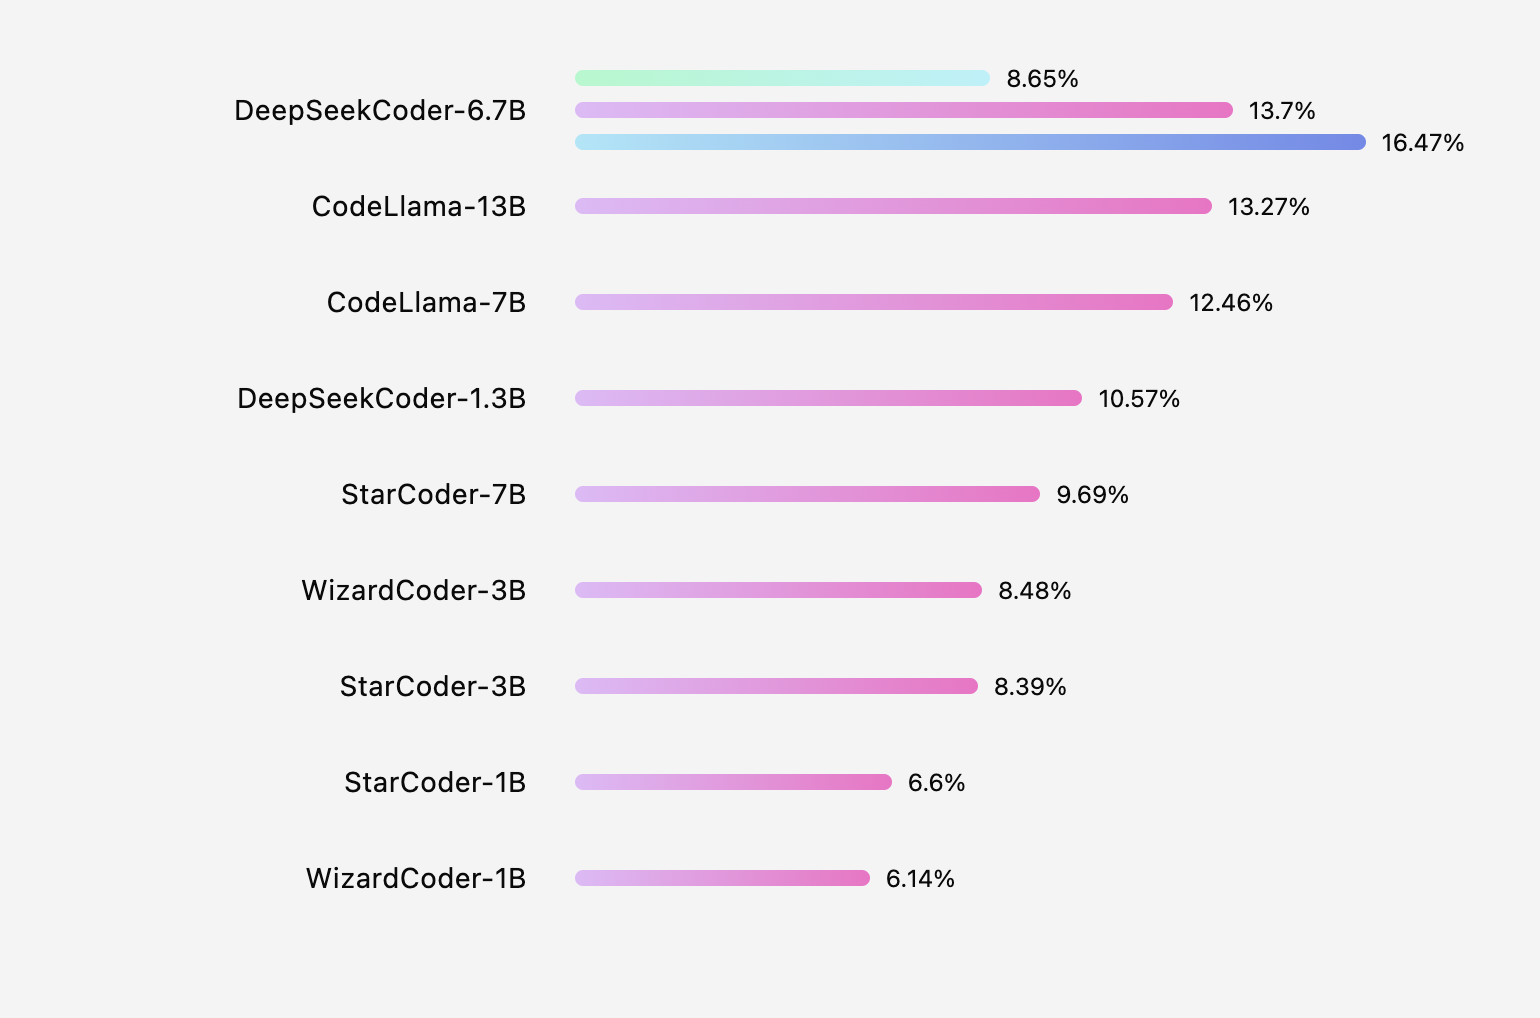 8.65%
DeepSeekCoder-6.7B 13.7%
16.47%
CodeLlama-13B 13.27%
CodeLlama-7B 12.46%
DeepSeekCoder-1.3B 10.57%
StarCoder-7B 9.69%
WizardCoder-3B 8.48%
StarCoder-3B 8.39%
StarCoder-1B 6.6%
WizardCoder-1B 6.14%